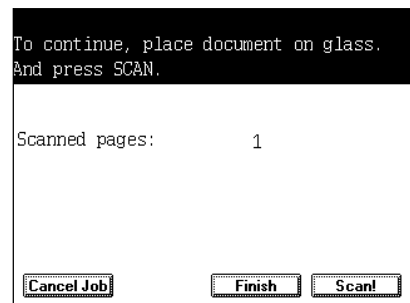 To continue, place document on glass.
And press SCAN.
Scanned pages: 1
Cancel Job Finish Scan!